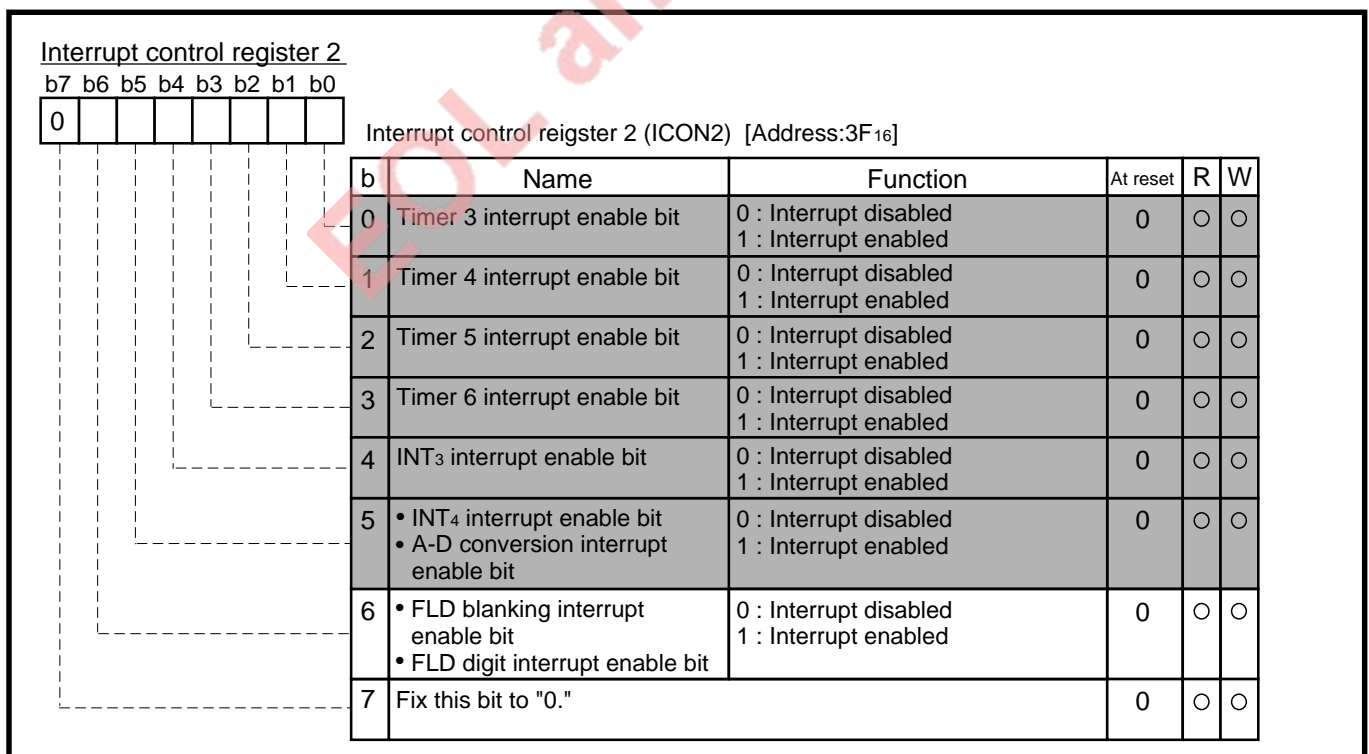 Interrupt control register 2
b7 b6 b5 b4 b3 b2 b1 b0
0
Interrupt control reigster 2 (ICON2) [Address:3F16]
b Name Function At reset R W
0 Timer 3 interrupt enable bit 0 : Interrupt disabled 0 ○ ○
1 : Interrupt enabled
1 Timer 4 interrupt enable bit 0 : Interrupt disabled 0 ○ ○
1 : Interrupt enabled
2 Timer 5 interrupt enable bit 0 : Interrupt disabled 0 ○ ○
1 : Interrupt enabled
3 Timer 6 interrupt enable bit 0 : Interrupt disabled 0 ○ ○
1 : Interrupt enabled
4 INT3 interrupt enable bit 0 : Interrupt disabled 0 ○ ○
1 : Interrupt enabled
5 • INT4 interrupt enable bit 0 : Interrupt disabled 0 ○ ○
• A-D conversion interrupt 1 : Interrupt enabled
enable bit
6 • FLD blanking interrupt 0 : Interrupt disabled 0 ○ ○
enable bit 1 : Interrupt enabled
• FLD digit interrupt enable bit
7 Fix this bit to "0." 0 ○ ○
EOL